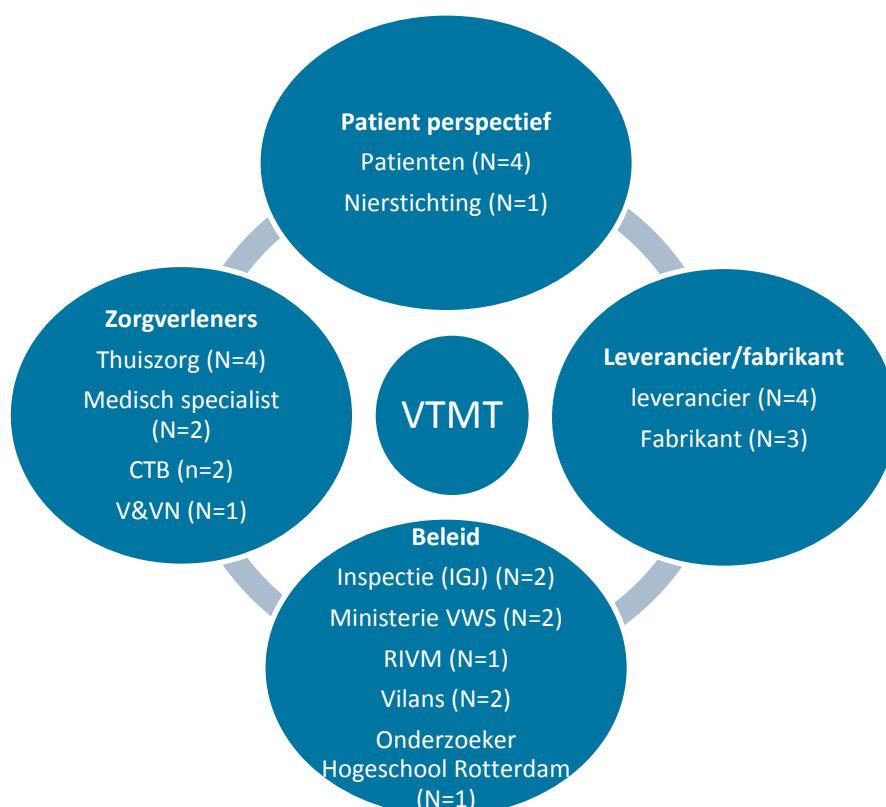 Patient perspectief
Patienten (N=4)
Nierstichting (N=1)
Zorgverleners
Thuiszorg (N=4)
Medisch specialist
(N=2)
CTB (n=2)
V&VN (N=1)
VTMT
Leverancier/fabrikant
leverancier (N=4)
Fabrikant (N=3)
Beleid
Inspectie (IGJ) (N=2)
Ministerie VWS (N=2)
RIVM (N=1)
Vilans (N=2)
Onderzoeker
Hogeschool Rotterdam
(N=1)